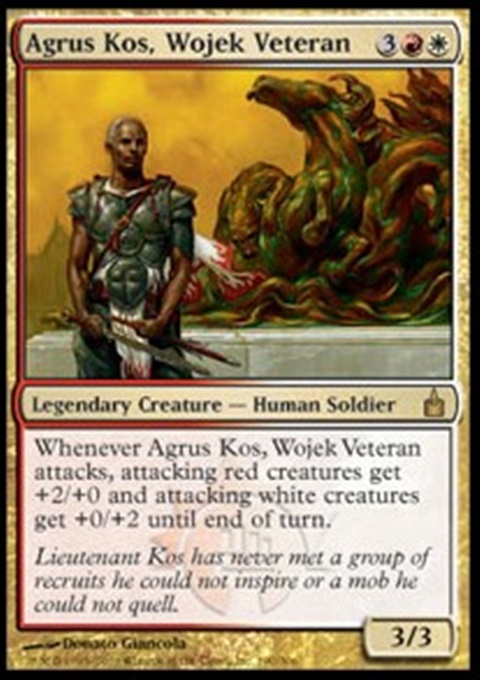 Agrus Kos, Wojek Veteran 3
Legendary Creature — Human Soldier
Whenever Agrus Kos, Wojek Veteran
attacks, attacking red creatures get
+2/+0 and attacking white creatures
get +0/+2 until end of turn.
Lieutenant Kos has never met a group of
recruits he could not inspire or a mob he
could not quell.
3/3
Donato Giancola